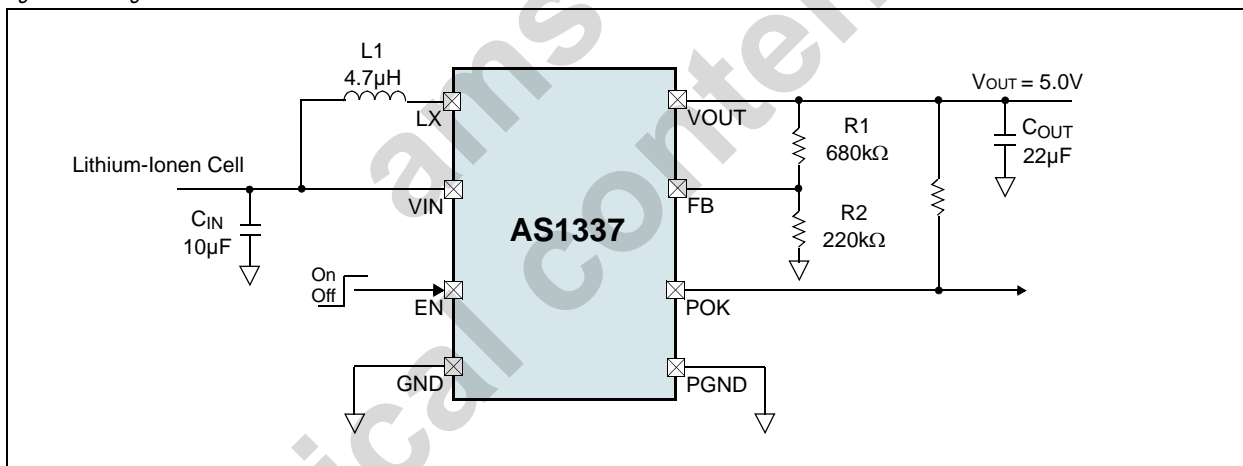 L1
4.7µH
LX
Lithium-Ionen Cell
VIN
CIN
10µF
On
Off
EN
GND
AS1337
VOUT
VOUT = 5.0V
R1
680kΩ
COUT
22µF
FB
R2
220kΩ
POK
PGND
ams